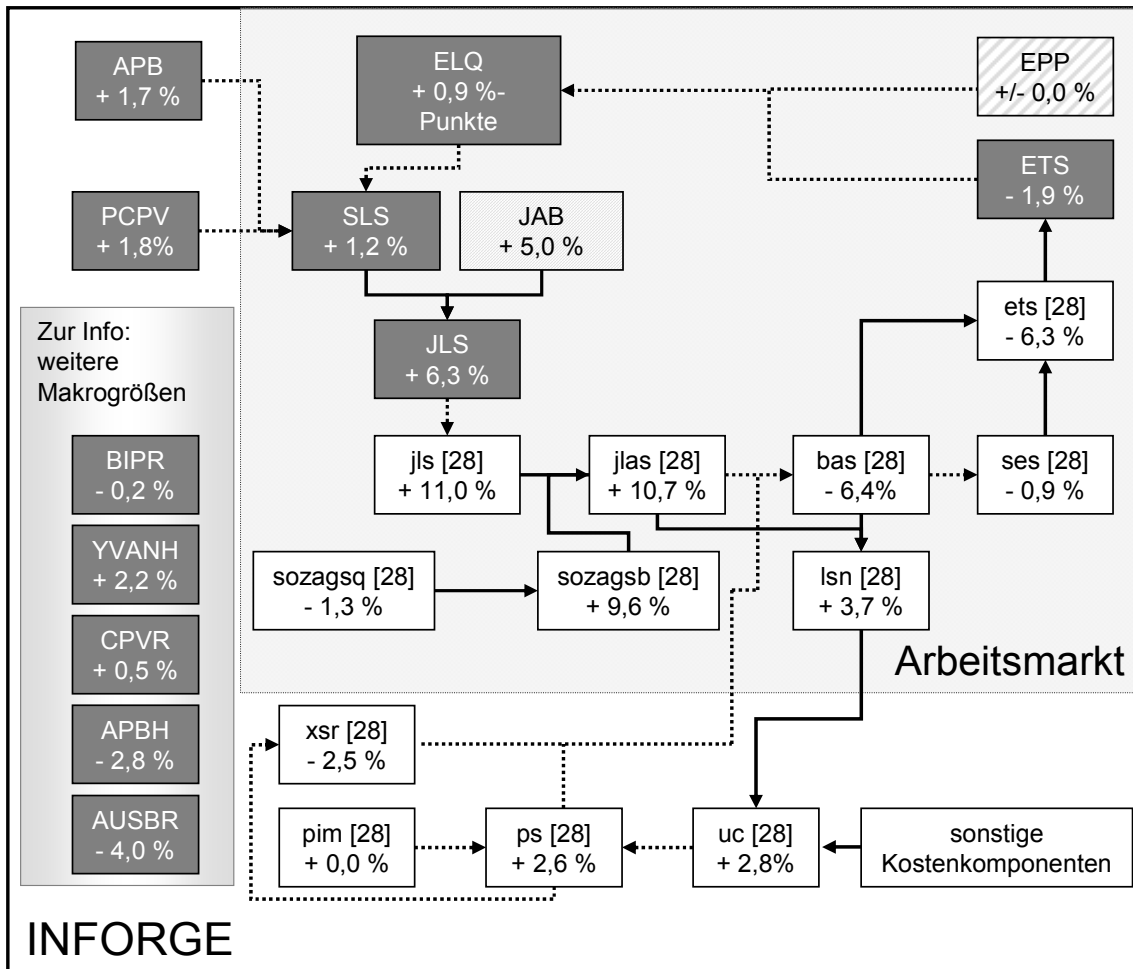 APB
+ 1,7 %
ELQ
+ 0,9 %-
Punkte
EPP
+/- 0,0 %
ETS
- 1,9 %
PCPV
+ 1,8%
SLS
+ 1,2 %
JAB
+ 5,0 %
ets [28]
- 6,3 %
Zur Info:
weitere
Makrogrößen
JLS
+ 6,3 %
BIPR
- 0,2 %
jls [28]
+ 11,0 %
jlas [28]
+ 10,7 %
bas [28]
- 6,4%
ses [28]
- 0,9 %
YVANH
+ 2,2 %
sozagsq [28]
- 1,3 %
sozagsb [28]
+ 9,6 %
lsn [28]
+ 3,7 %
CPVR
+ 0,5 %
Arbeitsmarkt
APBH
- 2,8 %
xsr [28]
- 2,5 %
AUSBR
- 4,0 %
pim [28]
+ 0,0 %
ps [28]
+ 2,6 %
uc [28]
+ 2,8%
sonstige
Kostenkomponenten
INFORGE